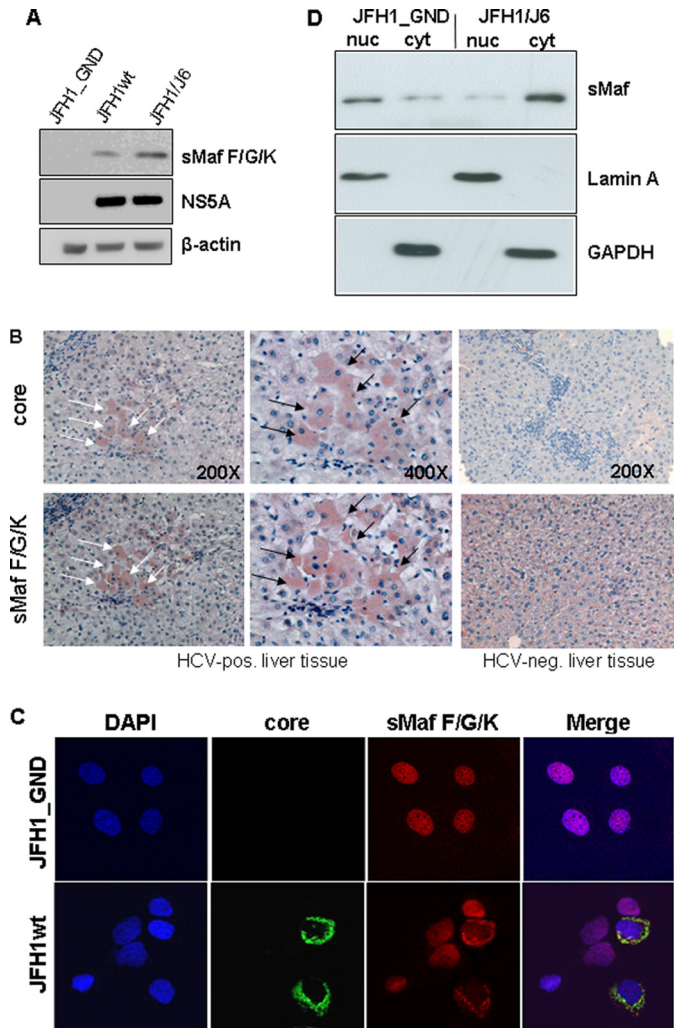 A
JFH1_GND
JFH1wt
JFH1/J6
sMaf F/G/K
NS5A
β-actin
D
JFH1_GND JFH1/J6
nuc cyt nuc cyt
sMaf
Lamin A
GAPDH
B
core
200X
400X
200X
sMaf F/G/K
HCV-pos. liver tissue
HCV-neg. liver tissue
C
DAPI core sMaf F/G/K Merge
JFH1_GND
JFH1wt